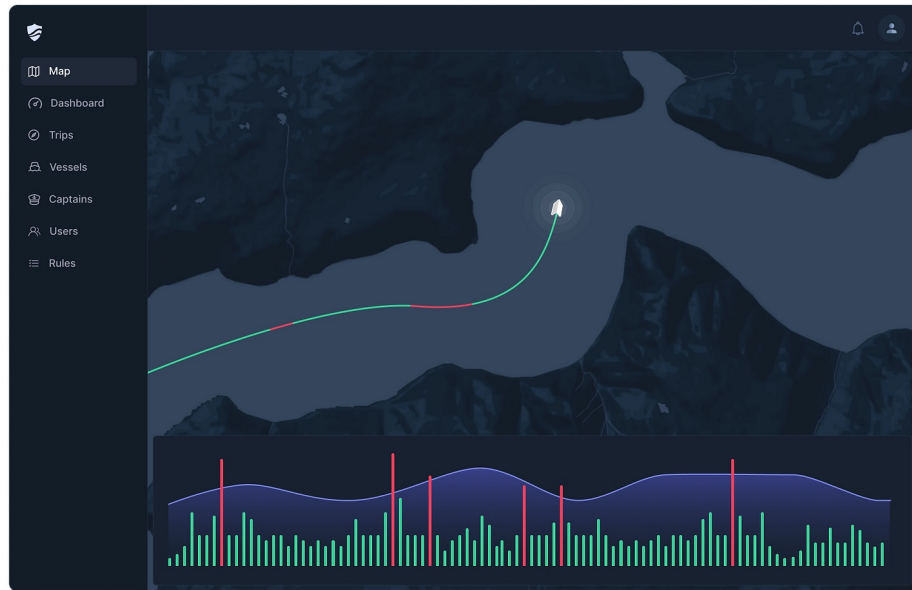 Map
Dashboard
Trips
Vessels
Captains
Users
Rules